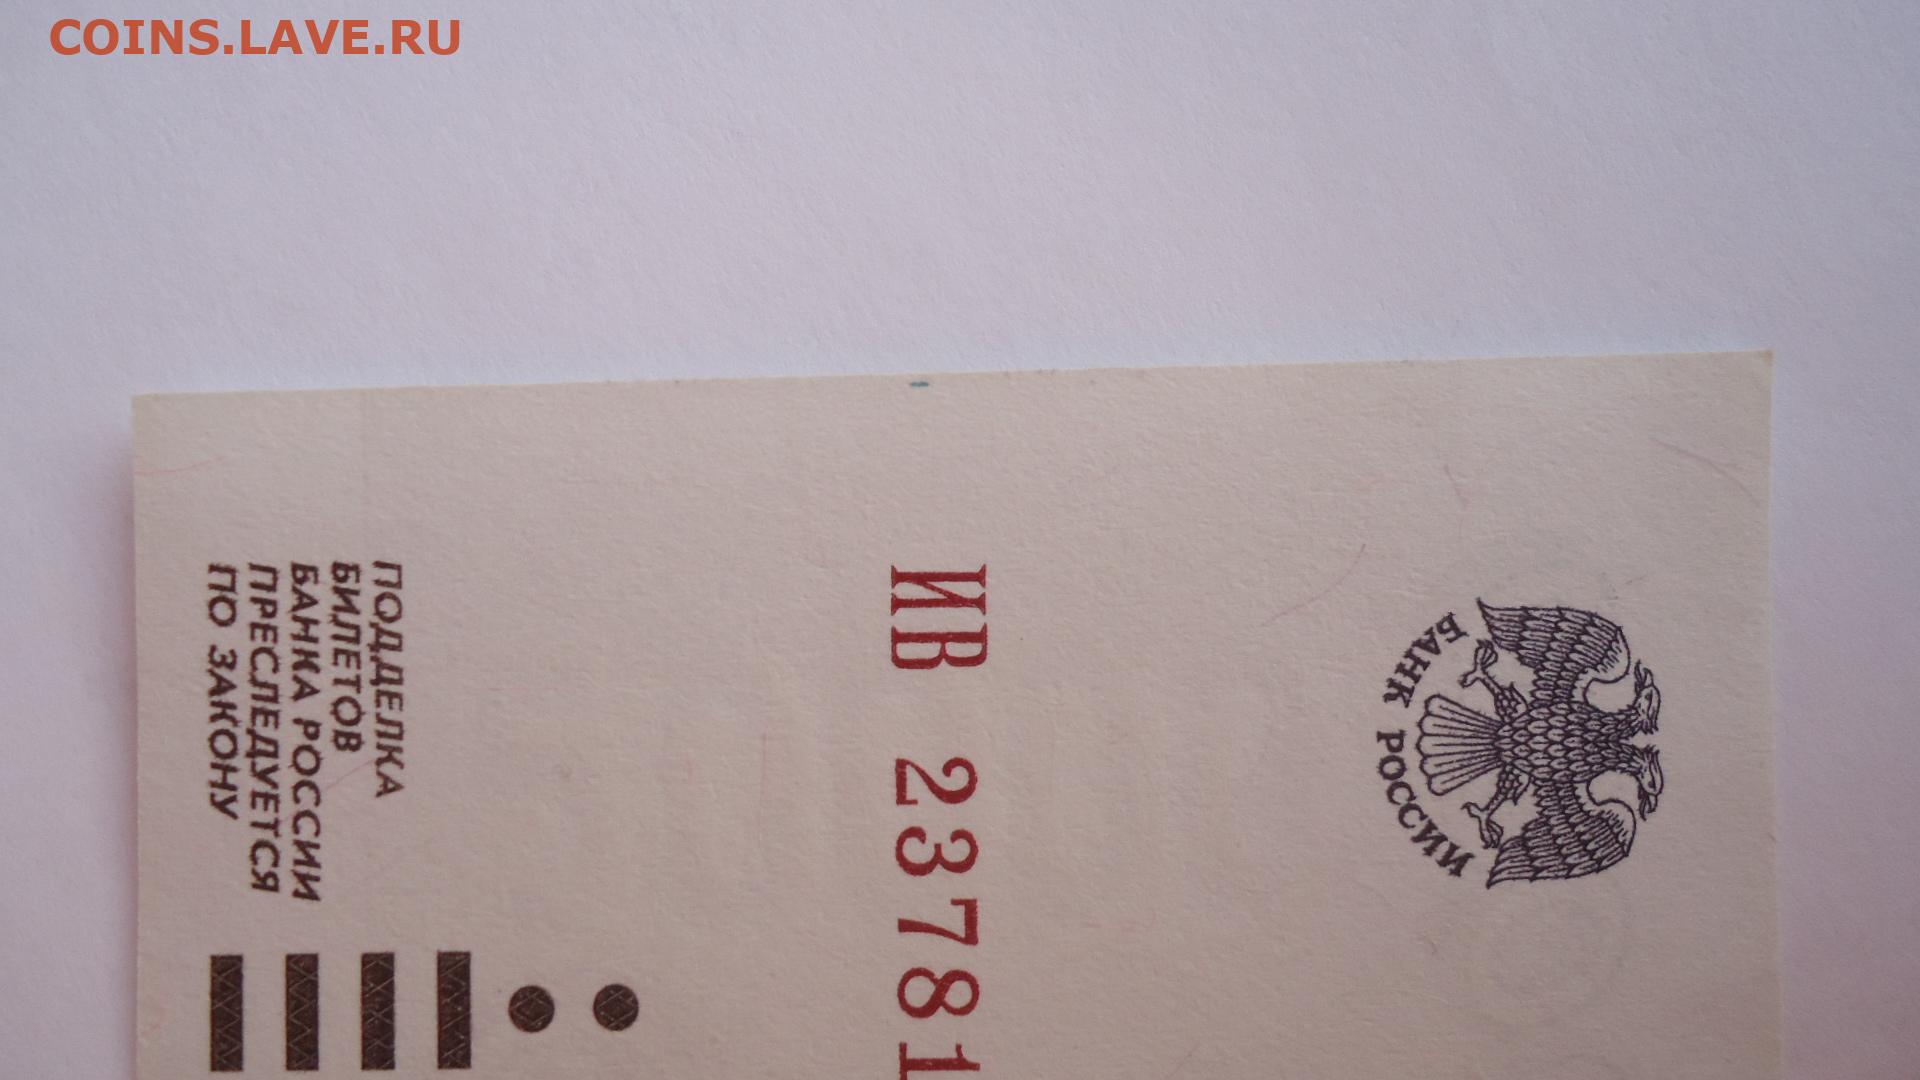 COINS.LAVE.RU
БАНК РОССИИ
ИВ 23781
ПОДДЕЛКА
БИЛЕТОВ
БАНКА РОССИИ
ПРЕСЛЕДУЕТСЯ
ПО ЗАКОНУ